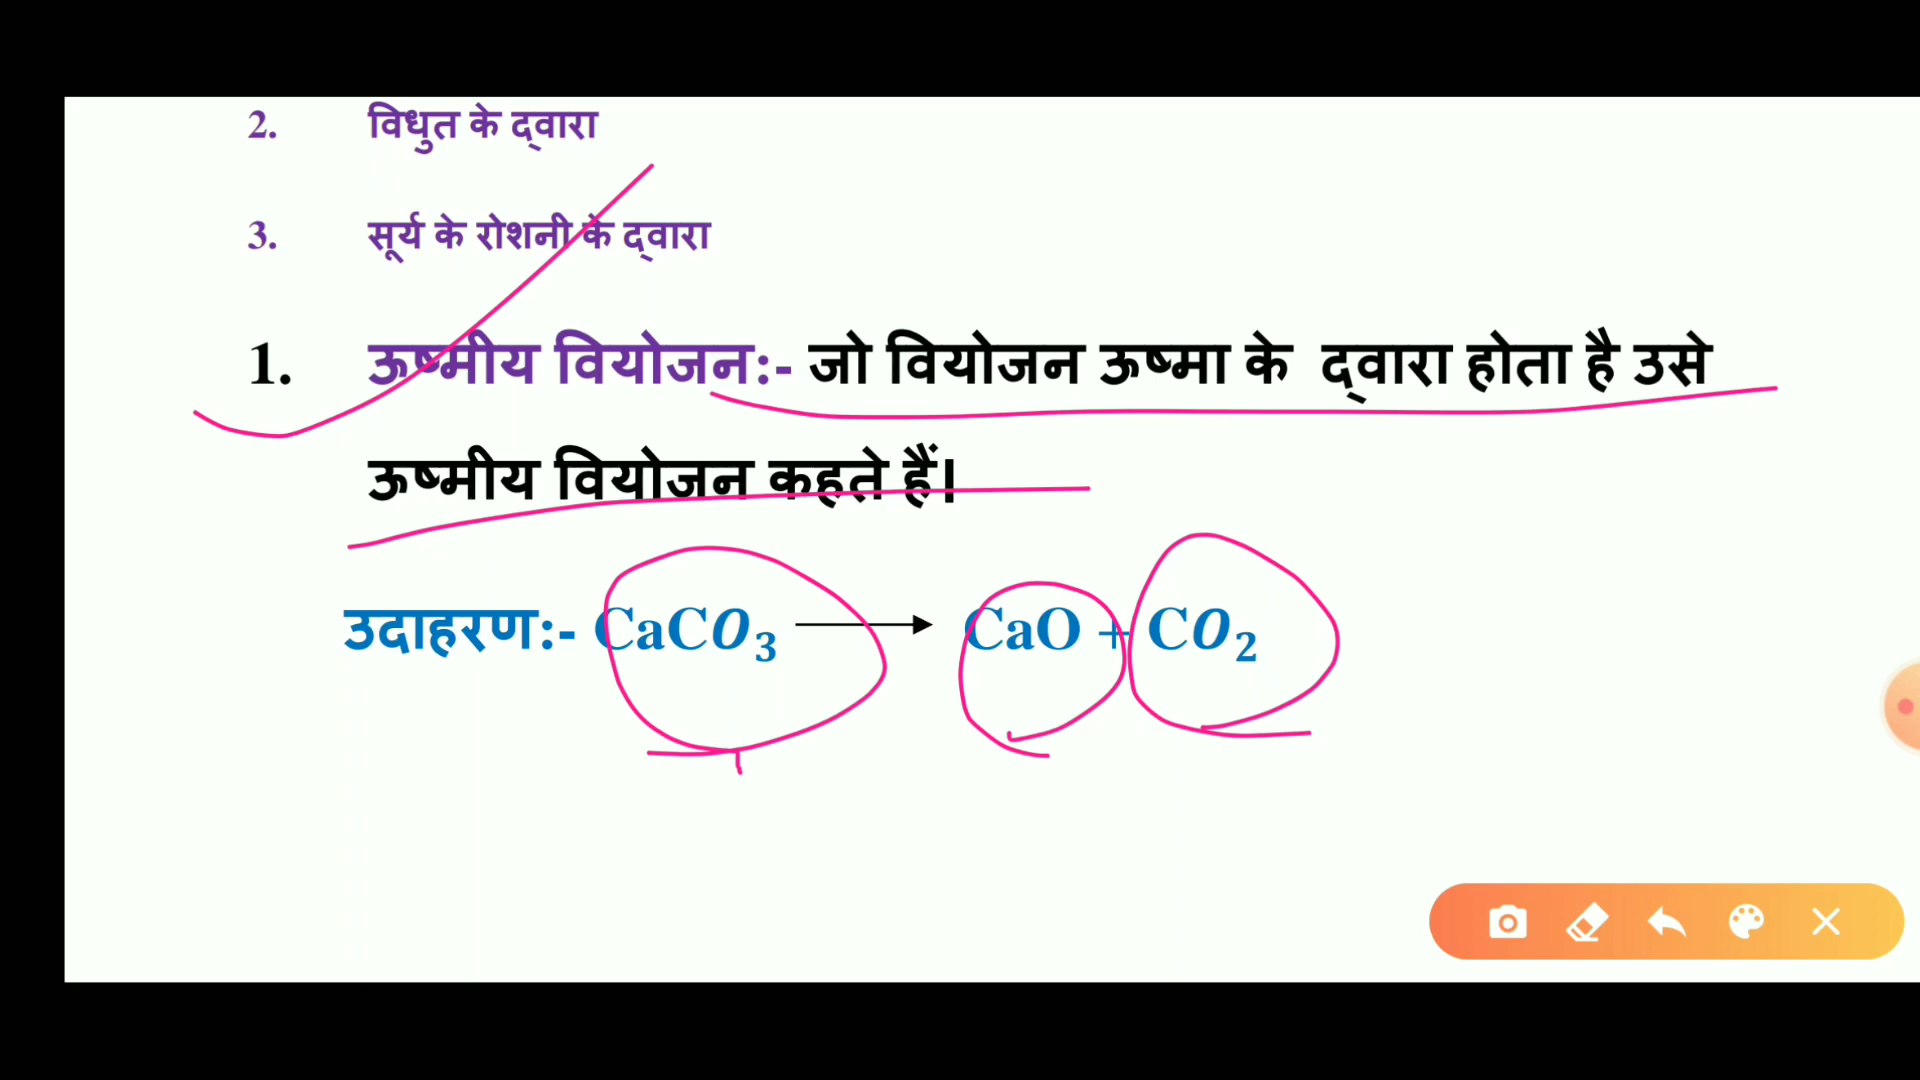 2. विधुत के द्वारा
3. सूर्य के रोशनी के द्वारा
1. ऊष्मीय वियोजन:- जो वियोजन ऊष्मा के द्वारा होता है उसे
ऊष्मीय वियोजन कहते हैं।
उदाहरण:- CaCO₃ → CaO + CO₂